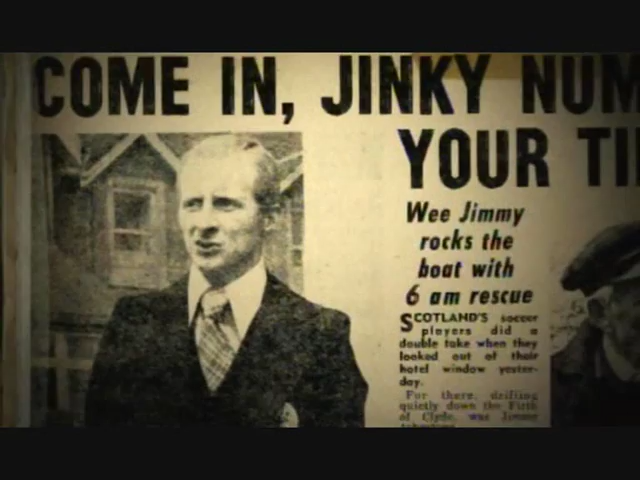 COME IN, JINKY NUM
YOUR TI
Wee Jimmy
rocks the
boat with
6 am rescue
SCOTLAND'S soccer
players did a
double take when they
looked out of their
hotel window yester-
day.
For there, drifting
quietly down the Firth
of Clyde, was Jimmy